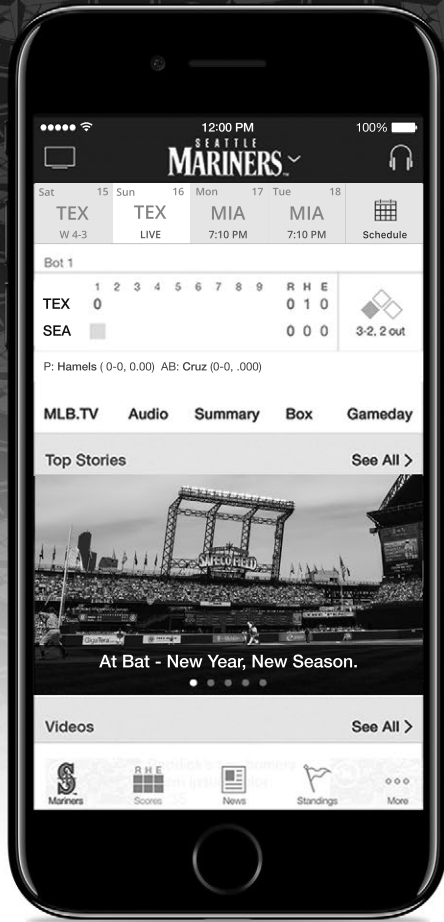 12:00 PM 100%
SEATTLE
MARINERS
Sat 15 Sun 16 Mon 17 Tue 18
TEX TEX MIA MIA
W 4-3 LIVE 7:10 PM 7:10 PM Schedule
Bot 1
1 2 3 4 5 6 7 8 9 R H E
TEX 0 0 1 0
SEA 0 0 0
3-2, 2 out
P: Hamels ( 0-0, 0.00) AB: Cruz (0-0, .000)
MLB.TV Audio Summary Box Gameday
Top Stories See All >
SAFECO FIELD
GigaTera
At Bat - New Year, New Season.
Videos See All >
S
R H E
Mariners Scores News Standings More